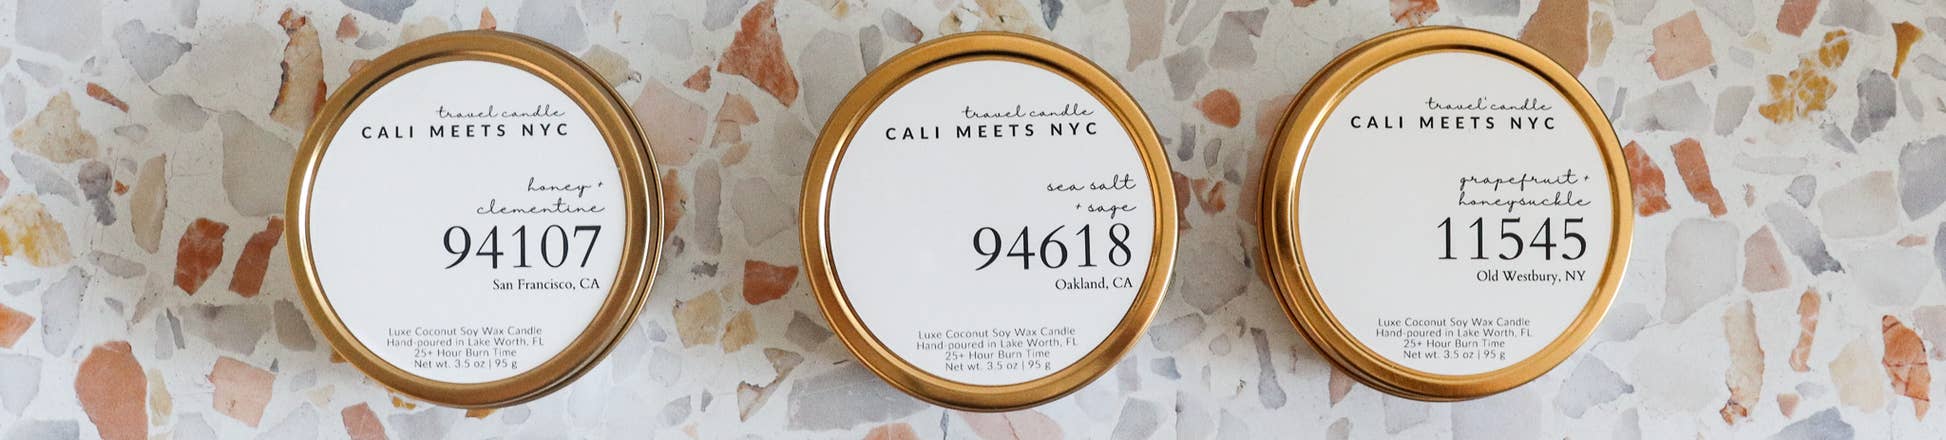 travel candle
CALI MEETS NYC
honey +
clementine
94107
San Francisco, CA
Luxe Coconut Soy Wax Candle
Hand-poured in Lake Worth, FL
25+ Hour Burn Time
Net wt. 3.5 oz | 95 g
travel candle
CALI MEETS NYC
sea salt
+ sage
94618
Oakland, CA
Luxe Coconut Soy Wax Candle
Hand-poured in Lake Worth, FL
25+ Hour Burn Time
Net wt. 3.5 oz | 95 g
travel candle
CALI MEETS NYC
grapefruit +
honeysuckle
11545
Old Westbury, NY
Luxe Coconut Soy Wax Candle
Hand-poured in Lake Worth, FL
25+ Hour Burn Time
Net wt. 3.5 oz | 95 g